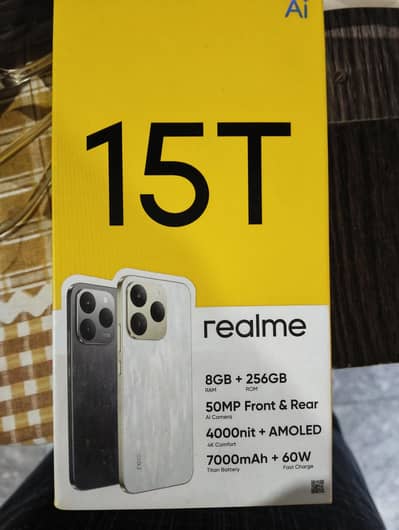 Ai
15T
realme
8GB + 256GB
RAM ROM
50MP Front & Rear
Ai Camera
4000nit + AMOLED
4K Comfort
7000mAh + 60W
Titan Battery Fast Charge